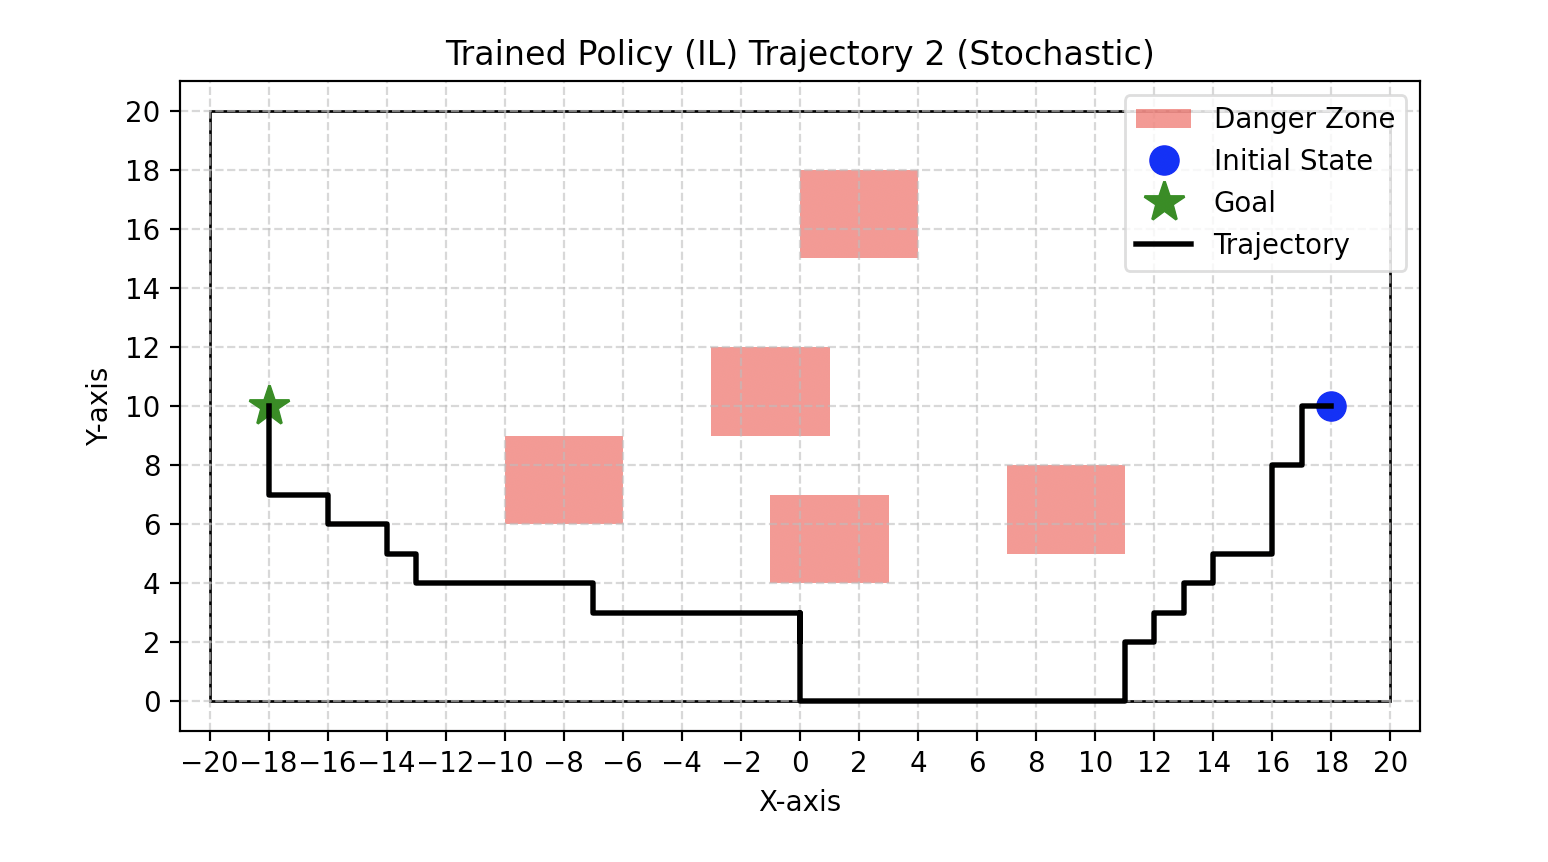 Trained Policy (IL) Trajectory 2 (Stochastic)
Danger Zone
Initial State
Goal
Trajectory
Y-axis
20
18
16
14
12
10
8
6
4
2
0
−20 −18 −16 −14 −12 −10 −8 −6 −4 −2 0 2 4 6 8 10 12 14 16 18 20
X-axis